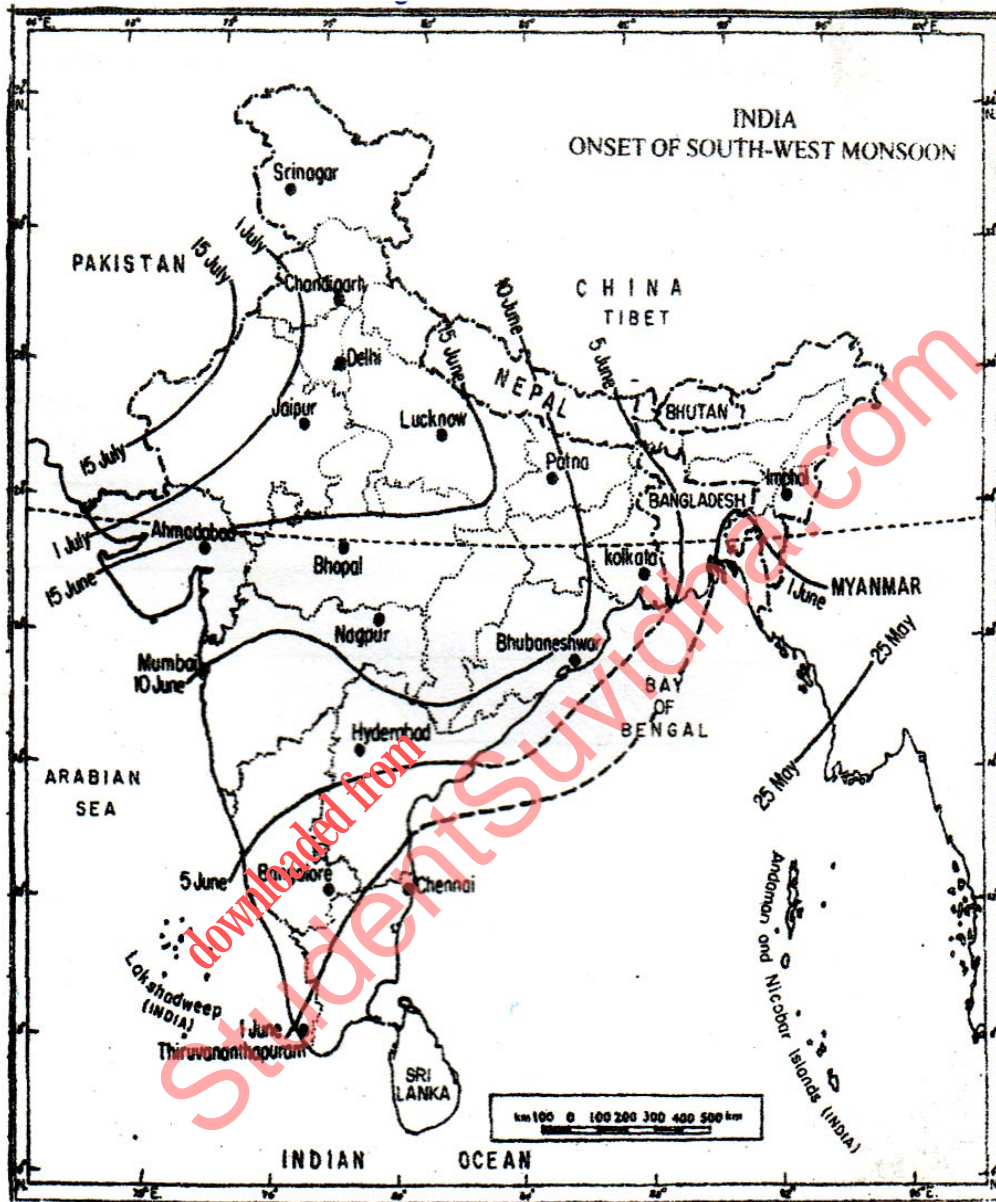 INDIA
ONSET OF SOUTH-WEST MONSOON
Srinagar
1 July
15 July
PAKISTAN
Chandigarh
CHINA
TIBET
10 June
15 June
5 June
Delhi
NEPAL
BHUTAN
Jaipur
Lucknow
15 July
Patna
Imphal
BANGLADESH
1 July
Ahmadabad
Bhopal
Kolkata
15 June
1 June
MYANMAR
Nagpur
Bhubaneshwar
25 May
Mumbai
10 June
BAY
OF
BENGAL
Hyderabad
ARABIAN
SEA
25 May
5 June
Bangalore
Chennai
Lakshadweep
(INDIA)
Andaman and Nicobar Islands (INDIA)
1 June
Thiruvananthapuram
SRI
LANKA
km 100 0 100 200 300 400 500 km
INDIAN OCEAN
downloaded from
StudentSuvidha.com